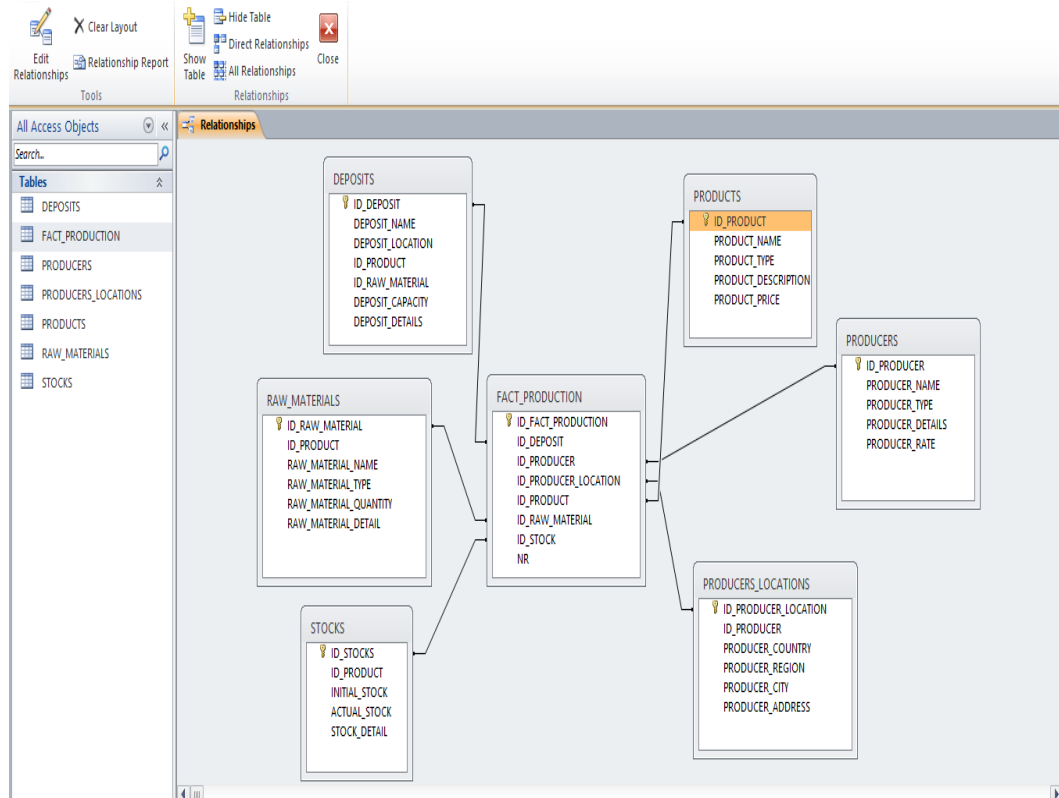 Clear Layout
Edit Relationships
Relationship Report
Tools
Show Table
Hide Table
Direct Relationships
All Relationships
Close
Relationships
All Access Objects
Search..
Tables
DEPOSITS
FACT_PRODUCTION
PRODUCERS
PRODUCERS_LOCATIONS
PRODUCTS
RAW_MATERIALS
STOCKS
Relationships
DEPOSITS
ID_DEPOSIT
DEPOSIT_NAME
DEPOSIT_LOCATION
ID_PRODUCT
ID_RAW_MATERIAL
DEPOSIT_CAPACITY
DEPOSIT_DETAILS
PRODUCTS
ID_PRODUCT
PRODUCT_NAME
PRODUCT_TYPE
PRODUCT_DESCRIPTION
PRODUCT_PRICE
PRODUCERS
ID_PRODUCER
PRODUCER_NAME
PRODUCER_TYPE
PRODUCER_DETAILS
PRODUCER_RATE
RAW_MATERIALS
ID_RAW_MATERIAL
ID_PRODUCT
RAW_MATERIAL_NAME
RAW_MATERIAL_TYPE
RAW_MATERIAL_QUANTITY
RAW_MATERIAL_DETAIL
FACT_PRODUCTION
ID_FACT_PRODUCTION
ID_DEPOSIT
ID_PRODUCER
ID_PRODUCER_LOCATION
ID_PRODUCT
ID_RAW_MATERIAL
ID_STOCK
NR
STOCKS
ID_STOCKS
ID_PRODUCT
INITIAL_STOCK
ACTUAL_STOCK
STOCK_DETAIL
PRODUCERS_LOCATIONS
ID_PRODUCER_LOCATION
ID_PRODUCER
PRODUCER_COUNTRY
PRODUCER_REGION
PRODUCER_CITY
PRODUCER_ADDRESS